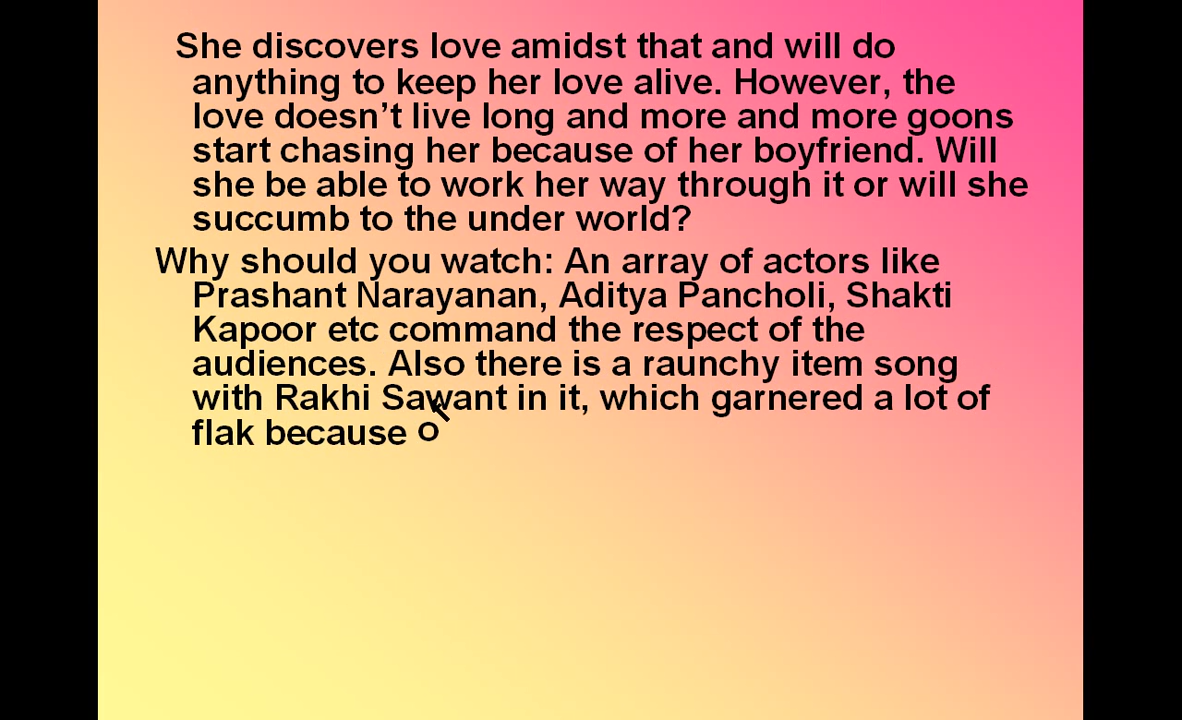 She discovers love amidst that and will do
anything to keep her love alive. However, the
love doesn’t live long and more and more goons
start chasing her because of her boyfriend. Will
she be able to work her way through it or will she
succumb to the under world?
Why should you watch: An array of actors like
Prashant Narayanan, Aditya Pancholi, Shakti
Kapoor etc command the respect of the
audiences. Also there is a raunchy item song
with Rakhi Sawant in it, which garnered a lot of
flak because o